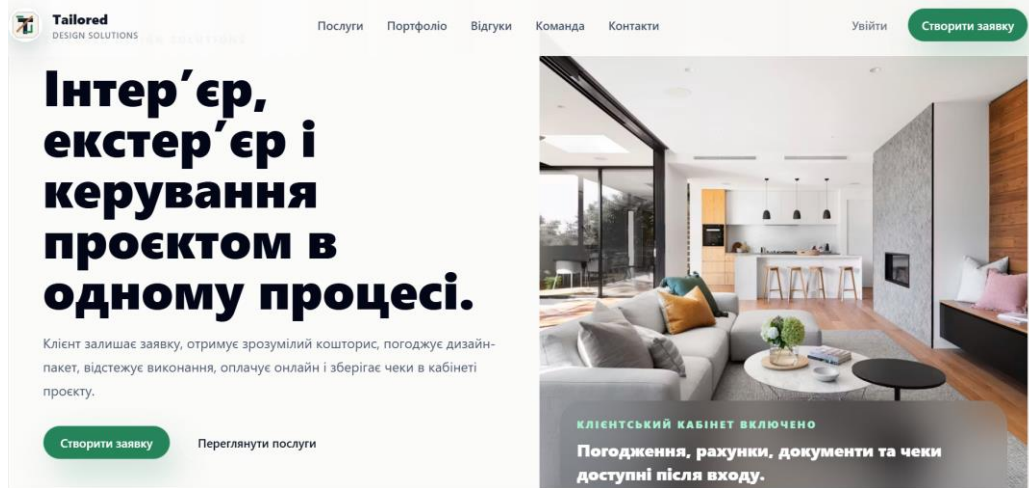 Tailored
DESIGN SOLUTIONS
Послуги Портфоліо Відгуки Команда Контакти
Увійти Створити заявку
Інтер’єр,
екстер’єр і
керування
проєктом в
одному процесі.
Клієнт залишає заявку, отримує зрозумілий кошторис, погоджує дизайн-
пакет, відстежує виконання, оплачує онлайн і зберігає чеки в кабінеті
проєкту.
Створити заявку Переглянути послуги
КЛІЄНТСЬКИЙ КАБІНЕТ ВКЛЮЧЕНО
Погодження, рахунки, документи та чеки
доступні після входу.